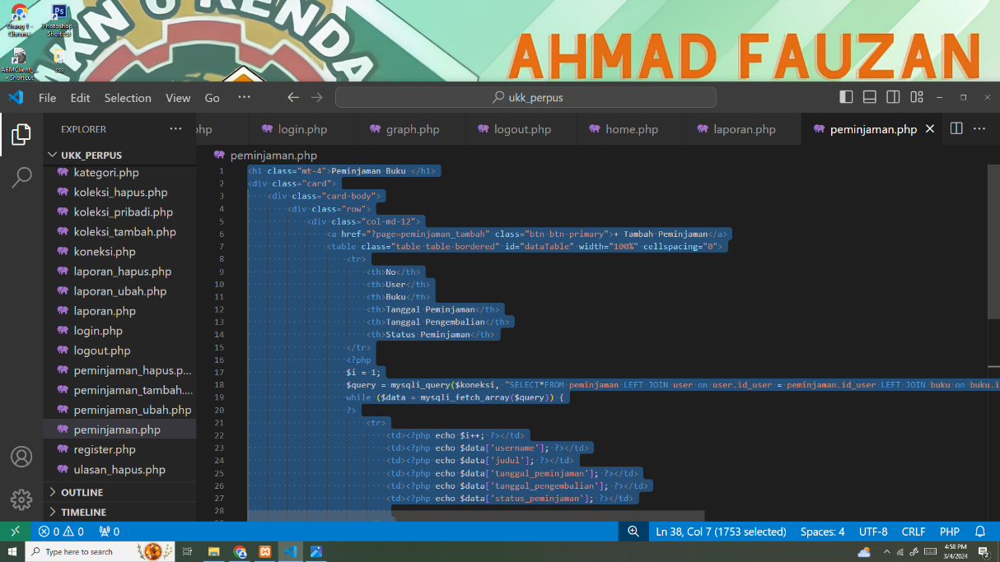 Orang 1 -
Chrome
Photoshop -
Shortcut
ABMClient_...
- Shortcut
css
N 6 RENDA
AHMAD FAUZAN
File Edit Selection View Go ...
ukk_perpus
EXPLORER
hp
login.php
graph.php
logout.php
home.php
laporan.php
peminjaman.php
UKK_PERPUS
kategori.php
koleksi_hapus.php
koleksi_pribadi.php
koleksi_tambah.php
koneksi.php
laporan_hapus.php
laporan_ubah.php
laporan.php
login.php
logout.php
peminjaman_hapus.p...
peminjaman_tambah....
peminjaman_ubah.php
peminjaman.php
register.php
ulasan_hapus.php
OUTLINE
TIMELINE
peminjaman.php
1 <h1 class="mt-4">Peminjaman Buku </h1>
2 <div class="card">
3 <div class="card-body">
4 <div class="row">
5 <div class="col-md-12">
6 <a href="?page=peminjaman_tambah" class="btn btn-primary">+ Tambah Peminjaman</a>
7 <table class="table table-bordered" id="dataTable" width="100%" cellspacing="0">
8 <tr>
9 <th>No</th>
10 <th>User</th>
11 <th>Buku</th>
12 <th>Tanggal Peminjaman</th>
13 <th>Tanggal Pengembalian</th>
14 <th>Status Peminjaman</th>
15 </tr>
16 <?php
17 $i = 1;
18 $query = mysqli_query($koneksi, "SELECT*FROM peminjaman LEFT JOIN user on user.id_user = peminjaman.id_user LEFT JOIN buku on buku.i
19 while ($data = mysqli_fetch_array($query)) {
20 ?>
21 <tr>
22 <td><?php echo $i++; ?></td>
23 <td><?php echo $data['username']; ?></td>
24 <td><?php echo $data['judul']; ?></td>
25 <td><?php echo $data['tanggal_peminjaman']; ?></td>
26 <td><?php echo $data['tanggal_pengembalian']; ?></td>
27 <td><?php echo $data['status_peminjaman']; ?></td>
28
0 0 0
Ln 38, Col 7 (1753 selected) Spaces: 4 UTF-8 CRLF PHP
Type here to search
4:58 PM
3/4/2024
2